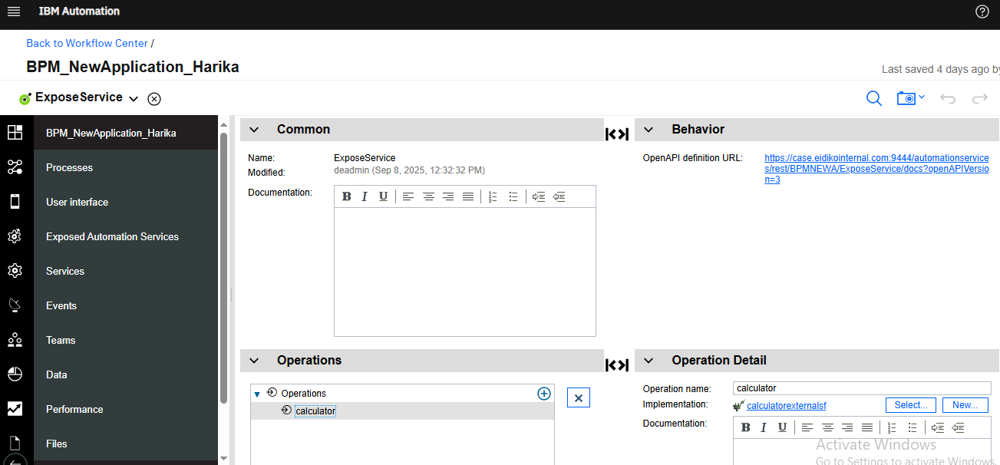 IBM Automation
Back to Workflow Center /
BPM_NewApplication_Harika
Last saved 4 days ago by
ExposeService
BPM_NewApplication_Harika
Processes
User interface
Exposed Automation Services
Services
Events
Teams
Data
Performance
Files
Common
Name:
ExposeService
Modified:
deadmin (Sep 8, 2025, 12:32:32 PM)
Documentation:
B I U
Behavior
OpenAPI definition URL:
https://case.eidikointernal.com:9444/automationservice
s/rest/BPMNEWA/ExposeService/docs?openAPIVersio
n=3
Operations
Operations
calculator
Operation Detail
Operation name:
calculator
Implementation:
calculatorexternalsf
Select...
New...
Documentation:
B I U
Activate Windows
Go to Settings to activate Windows.